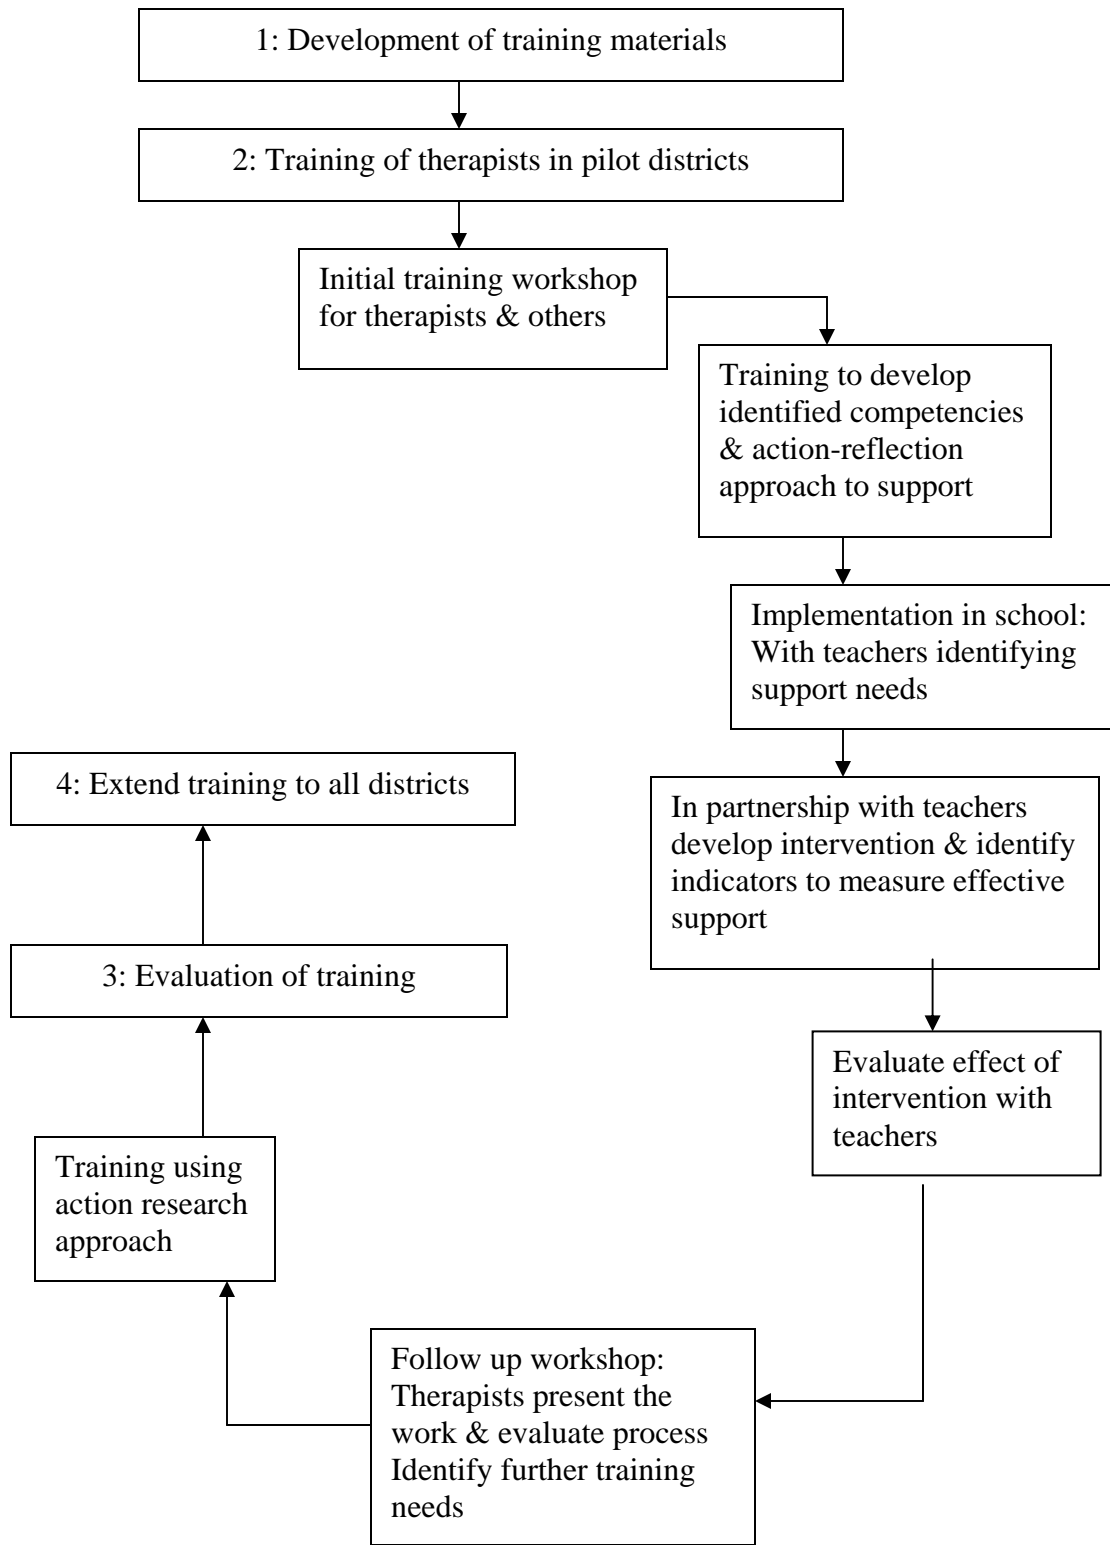 1: Development of training materials
2: Training of therapists in pilot districts
Initial training workshop
for therapists & others
Training to develop
identified competencies
& action-reflection
approach to support
Implementation in school:
With teachers identifying
support needs
In partnership with teachers
develop intervention & identify
indicators to measure effective
support
Evaluate effect of
intervention with
teachers
Follow up workshop:
Therapists present the
work & evaluate process
Identify further training
needs
Training using
action research
approach
3: Evaluation of training
4: Extend training to all districts